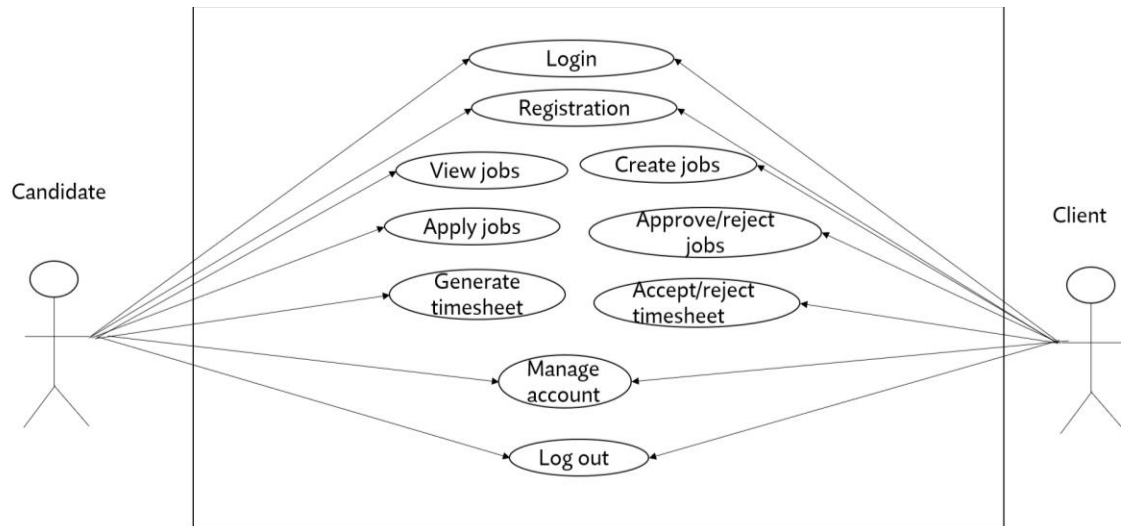 Login
Registration
View jobs
Create jobs
Candidate
Client
Apply jobs
Approve/reject
jobs
Generate
timesheet
Accept/reject
timesheet
Manage
account
Log out